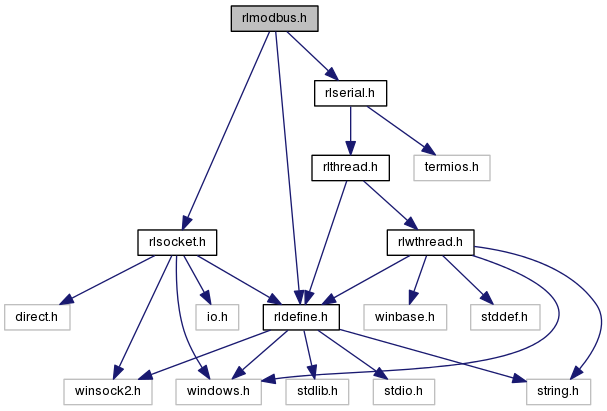 rlmodbus.h
rlserial.h
rlthread.h
termios.h
rlsocket.h
rlwthread.h
direct.h
io.h
rldefine.h
winbase.h
stddef.h
winsock2.h
windows.h
stdlib.h
stdio.h
string.h